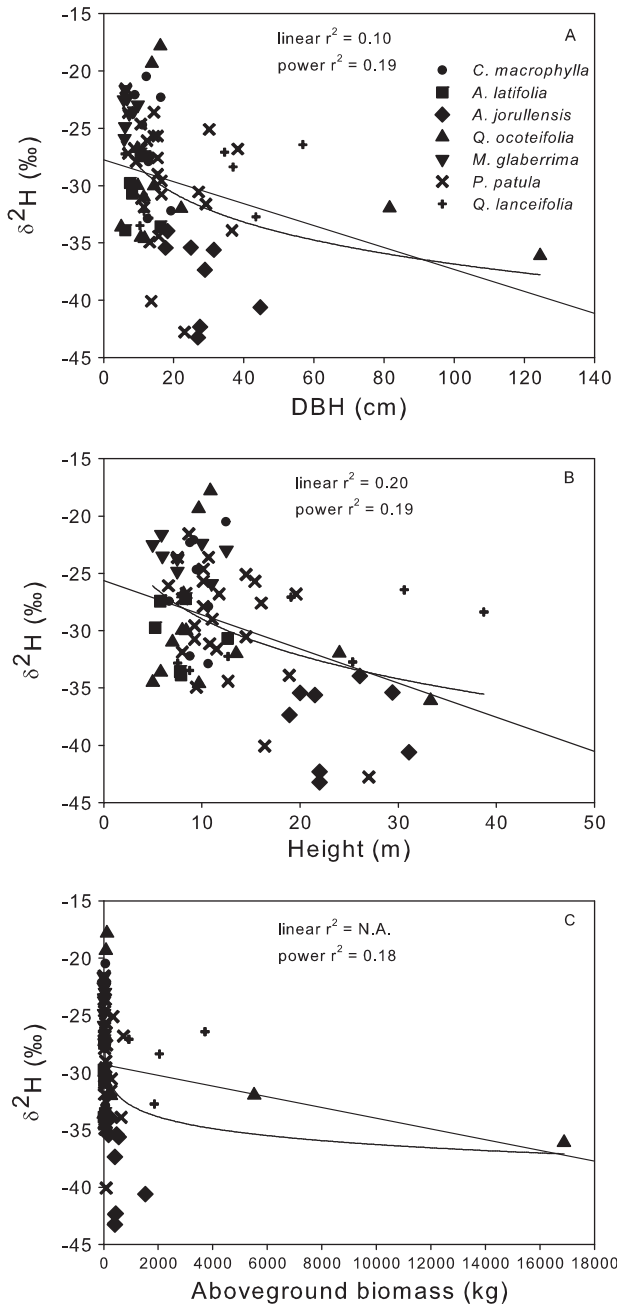 A
linear r² = 0.10
power r² = 0.19
C. macrophylla
A. latifolia
A. jorullensis
Q. ocoteifolia
M. glaberrima
P. patula
Q. lanceifolia
-15
-20
-25
-30
-35
-40
-45
δ²H (‰)
0 20 40 60 80 100 120 140
DBH (cm)
B
linear r² = 0.20
power r² = 0.19
-15
-20
-25
-30
-35
-40
-45
δ²H (‰)
0 10 20 30 40 50
Height (m)
C
linear r² = N.A.
power r² = 0.18
-15
-20
-25
-30
-35
-40
-45
δ²H (‰)
0 2000 4000 6000 8000 10000 12000 14000 16000 18000
Aboveground biomass (kg)